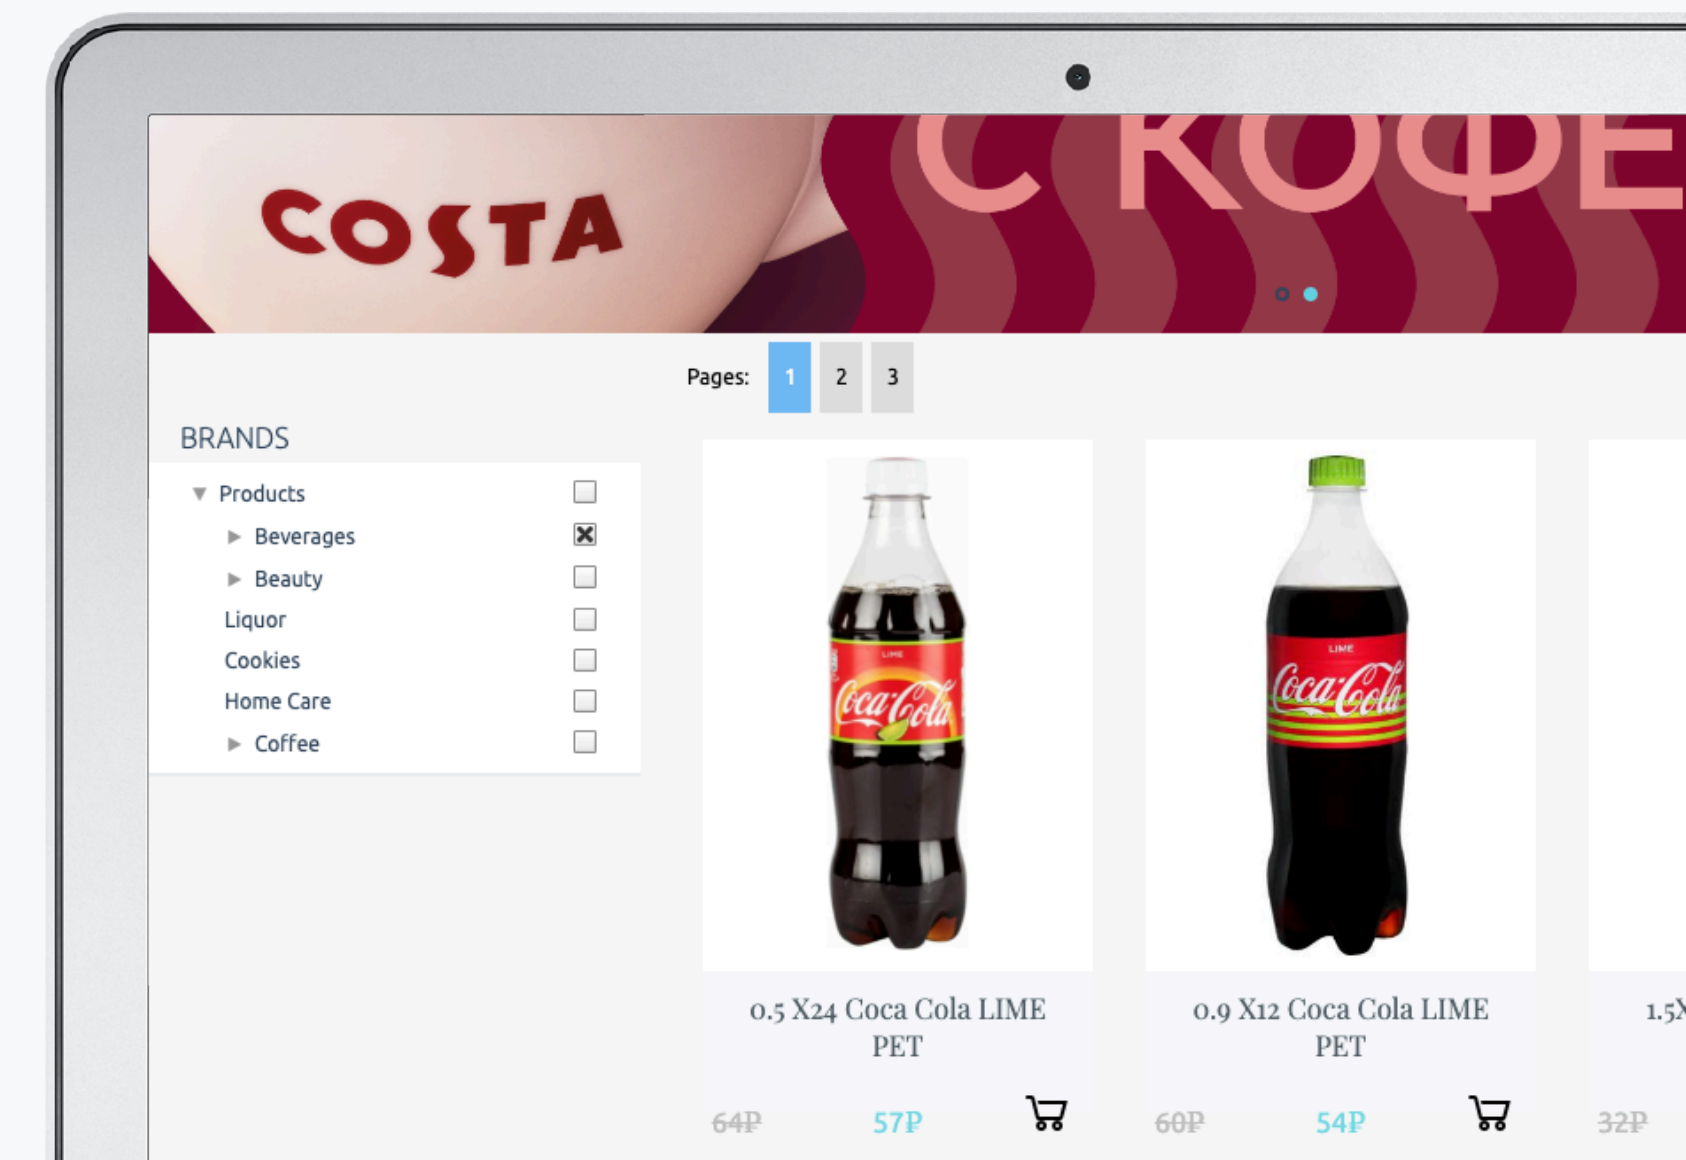 COSTA
С КОФЕ
Pages: 1 2 3
BRANDS
Products
Beverages
Beauty
Liquor
Cookies
Home Care
Coffee
LIME
Coca-Cola
LIME
Coca-Cola
0.5 X24 Coca Cola LIME
PET
0.9 X12 Coca Cola LIME
PET
1.5X
64₽ 57₽
60₽ 54₽
32₽